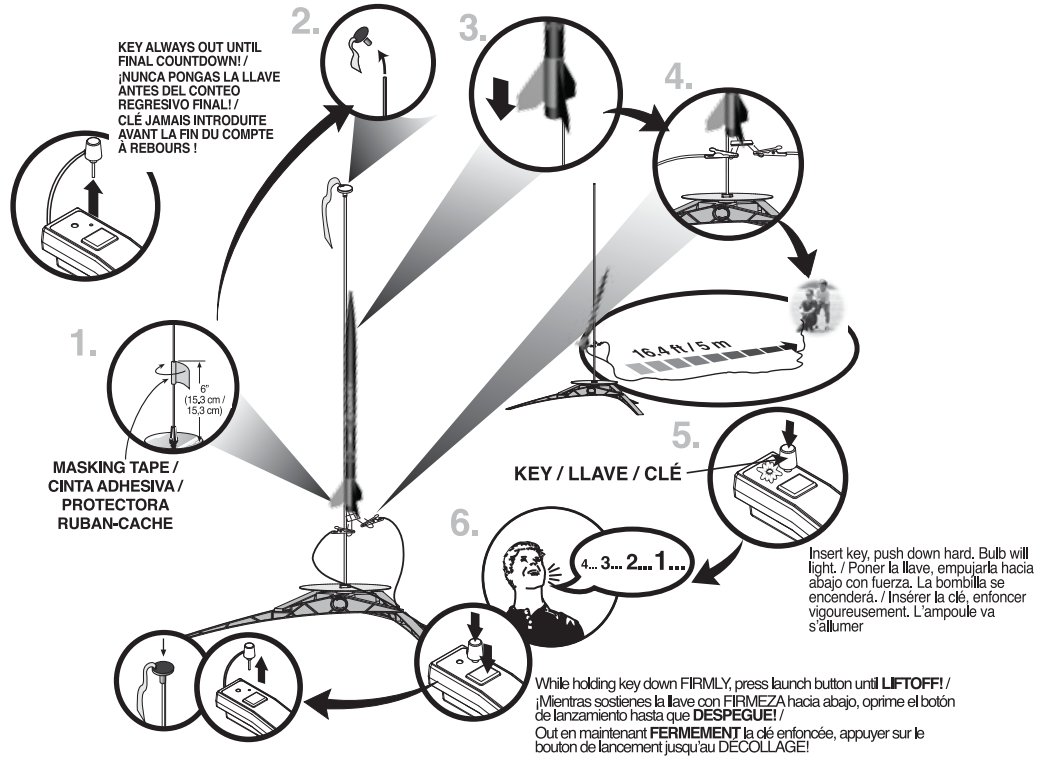 KEY ALWAYS OUT UNTIL
FINAL COUNTDOWN! /
¡NUNCA PONGAS LA LLAVE
ANTES DEL CONTEO
REGRESIVO FINAL! /
CLÉ JAMAIS INTRODUITE
AVANT LA FIN DU COMPTE
À REBOURS !
2.
3.
4.
1.
6"
(15,3 cm /
15,3 cm)
MASKING TAPE /
CINTA ADHESIVA /
PROTECTORA
RUBAN-CACHE
16.4 ft / 5 m
5.
KEY / LLAVE / CLÉ
Insert key, push down hard. Bulb will
light. / Poner la llave, empujarla hacia
abajo con fuerza. La bombilla se
encenderá. / Insérer la clé, enfoncer
vigoureusement. L'ampoule va
s'allumer
6.
4... 3... 2... 1...
While holding key down FIRMLY, press launch button until LIFTOFF! /
¡Mientras sostienes la llave con FIRMEZA hacia abajo, oprime el botón
de lanzamiento hasta que DESPEGUE! /
Out en maintenant FERMEMENT la clé enfoncée, appuyer sur le
bouton de lancement jusqu'au DÉCOLLAGE!